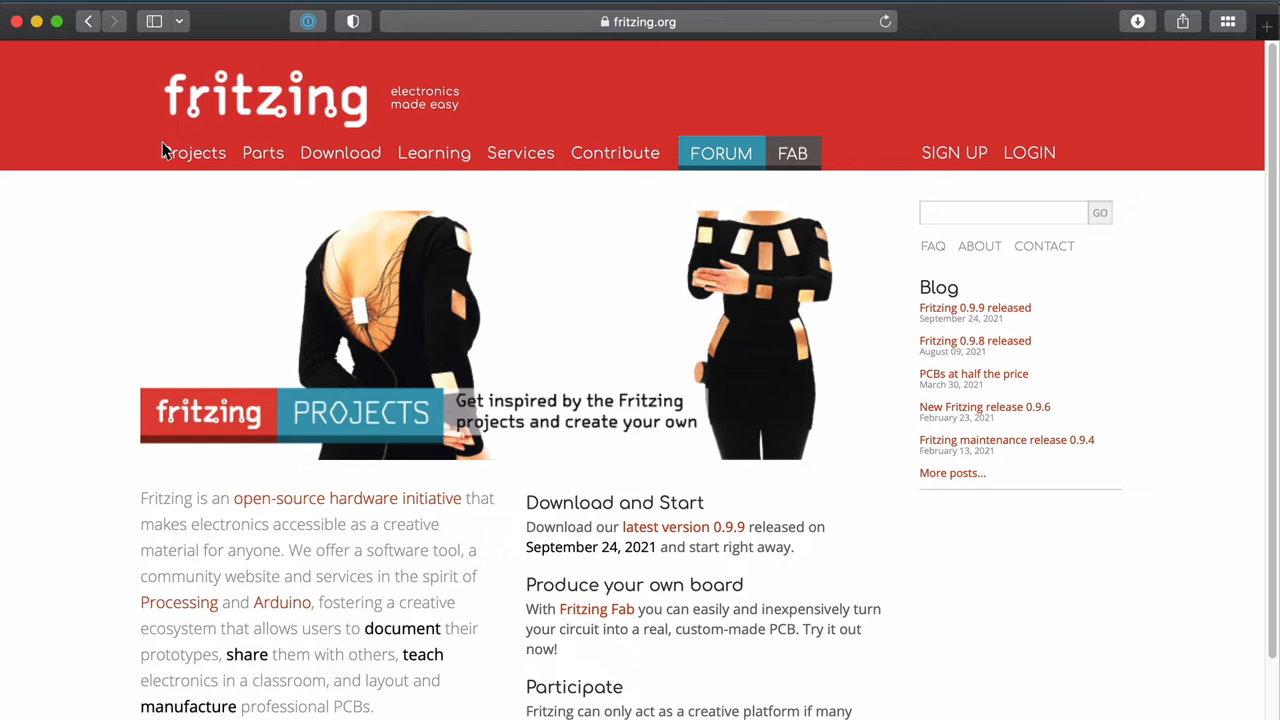 fritzing.org
fritzing
electronics
made easy
Projects Parts Download Learning Services Contribute FORUM FAB SIGN UP LOGIN
GO
FAQ ABOUT CONTACT
fritzing PROJECTS
Get inspired by the Fritzing
projects and create your own
Blog
Fritzing 0.9.9 released
September 24, 2021
Fritzing 0.9.8 released
August 09, 2021
PCBs at half the price
March 30, 2021
New Fritzing release 0.9.6
February 23, 2021
Fritzing maintenance release 0.9.4
February 13, 2021
More posts...
Fritzing is an open-source hardware initiative that
makes electronics accessible as a creative
material for anyone. We offer a software tool, a
community website and services in the spirit of
Processing and Arduino, fostering a creative
ecosystem that allows users to document their
prototypes, share them with others, teach
electronics in a classroom, and layout and
manufacture professional PCBs.
Download and Start
Download our latest version 0.9.9 released on
September 24, 2021 and start right away.
Produce your own board
With Fritzing Fab you can easily and inexpensively turn
your circuit into a real, custom-made PCB. Try it out
now!
Participate
Fritzing can only act as a creative platform if many